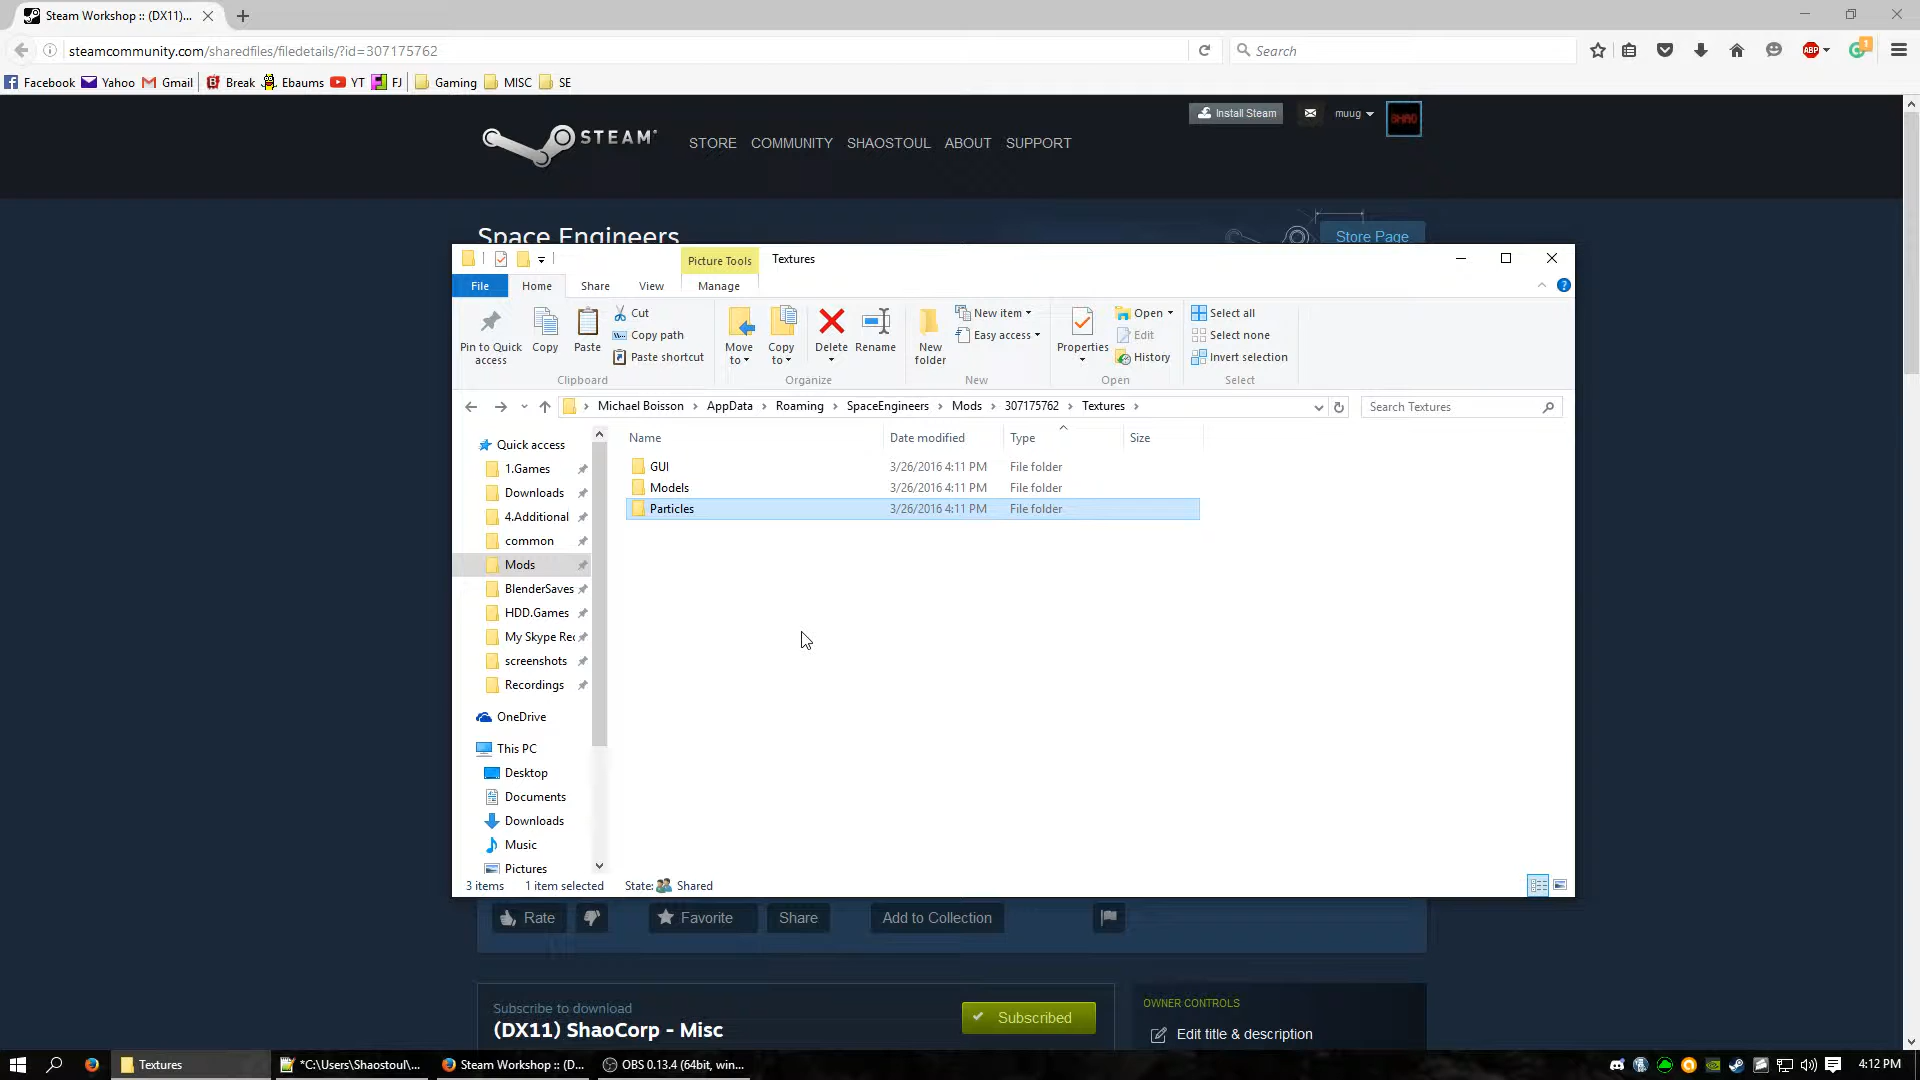 Steam Workshop :: (DX11)...
steamcommunity.com/sharedfiles/filedetails/?id=307175762
Search
ABP
1
Facebook Yahoo Gmail Break Ebaums YT FJ Gaming MISC SE
Install Steam muug
STEAM STORE COMMUNITY SHAOSTOUL ABOUT SUPPORT
SHAO
Space Engineers
Store Page
Picture Tools Textures
File Home Share View Manage
Pin to Quick access
Copy
Paste
Cut
Copy path
Paste shortcut
Clipboard
Move to
Copy to
Delete
Rename
Organize
New folder
New item
Easy access
New
Properties
Open
Edit
History
Open
Select all
Select none
Invert selection
Select
Michael Boisson > AppData > Roaming > SpaceEngineers > Mods > 307175762 > Textures >
Search Textures
Name Date modified Type Size
GUI 3/26/2016 4:11 PM File folder
Models 3/26/2016 4:11 PM File folder
Particles 3/26/2016 4:11 PM File folder
Quick access
1.Games
Downloads
4.Additional
common
Mods
BlenderSaves
HDD.Games
My Skype Rec
screenshots
Recordings
OneDrive
This PC
Desktop
Documents
Downloads
Music
Pictures
3 items 1 item selected State: Shared
Rate Favorite Share Add to Collection
Subscribe to download
(DX11) ShaoCorp - Misc
Subscribed
OWNER CONTROLS
Edit title & description
Textures *C:\Users\Shaostoul\... Steam Workshop :: (D... OBS 0.13.4 (64bit, win... 4:12 PM